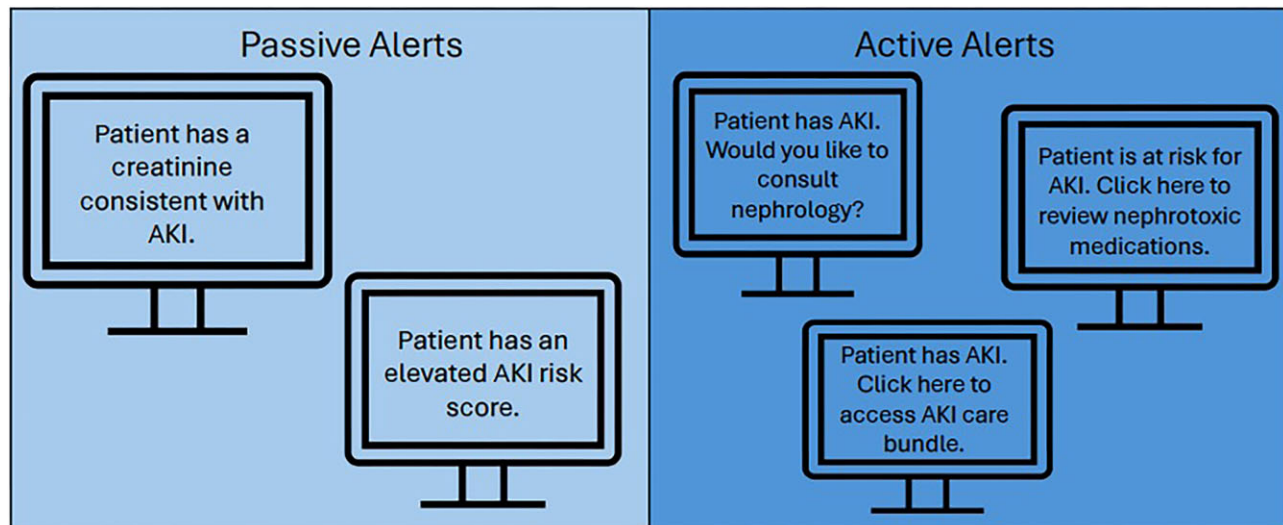 Passive Alerts
Patient has a
creatinine
consistent with
AKI.
Patient has an
elevated AKI risk
score.
Active Alerts
Patient has AKI.
Would you like to
consult
nephrology?
Patient is at risk for
AKI. Click here to
review nephrotoxic
medications.
Patient has AKI.
Click here to
access AKI care
bundle.